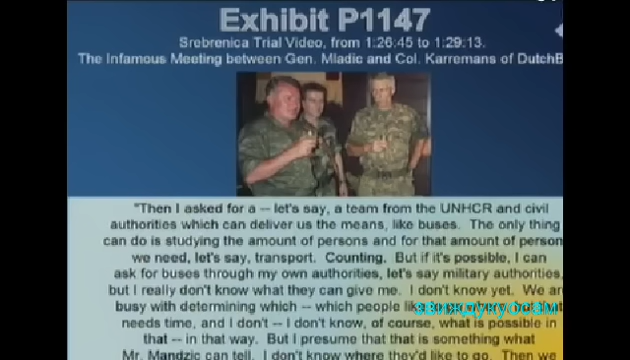 Exhibit P1147
Srebrenica Trial Video, from 1:26:45 to 1:29:13.
The Infamous Meeting between Gen. Mladic and Col. Karremans of DutchB
"Then I asked for a -- let's say, a team from the UNHCR and civil
authorities which can deliver us the means, like buses. The only thing
can do is studying the amount of persons and for that amount of person
we need, let's say, transport. Counting. But if it's possible, I can
ask for buses through my own authorities, let's say military authorities,
but I really don't know what they can give me. I don't know yet. We are
busy with determining which -- which people like
звиждукуосам
needs time, and I don't -- I don't know, of course, what is possible in
that -- in that way. But I presume that that is something what
Mr. Mandzic can tell. I don't know where they'd like to go. Then we